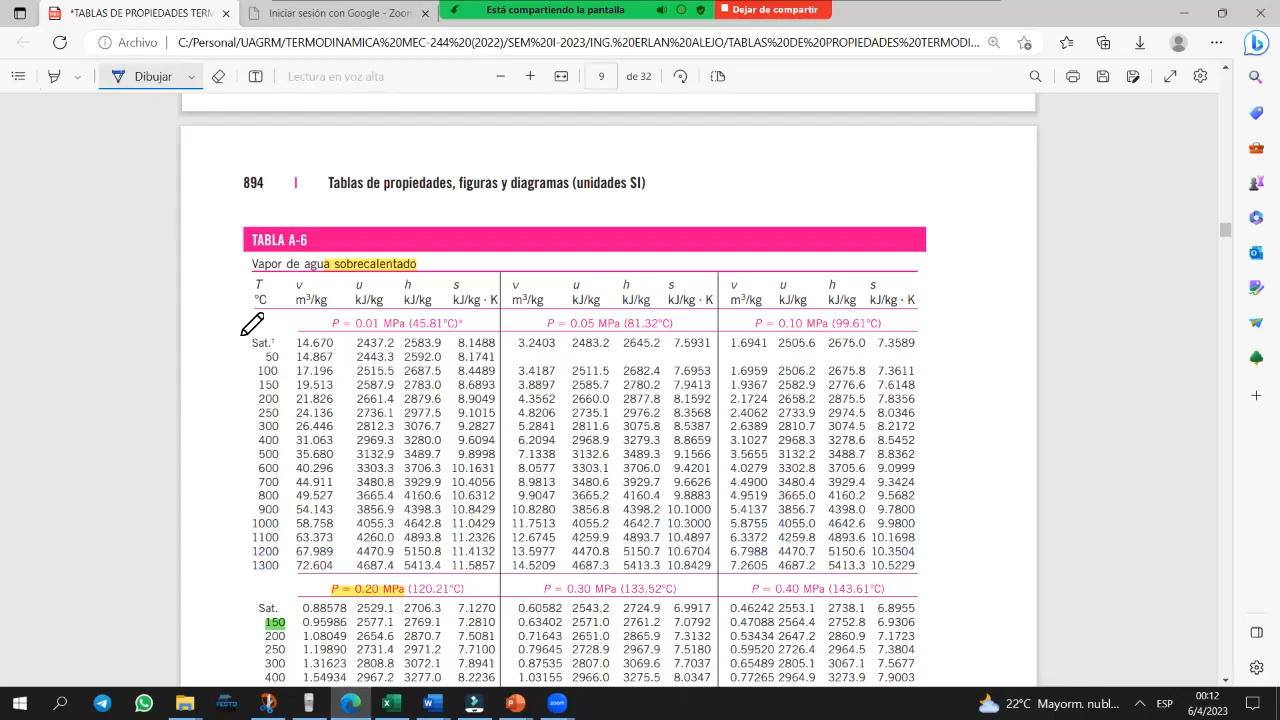 *TABLAS DE PROPIEDADES TERM
Iniciar sesión con Google - Zoom
Está compartiendo la pantalla
Dejar de compartir
Archivo
C:/Personal/UAGRM/TERMODINAMICA%20MEC-244%20(2022)/SEM%20I-2023/ING.%20ERLAN%20ALEJO/TABLAS%20DE%20PROPIEDADES%20TERMODI...
Dibujar
Lectura en voz alta
9 de 32
894 | Tablas de propiedades, figuras y diagramas (unidades SI)
TABLA A-6
Vapor de agua sobrecalentado
T v u h s v u h s v u h s
°C m³/kg kJ/kg kJ/kg kJ/kg · K m³/kg kJ/kg kJ/kg kJ/kg · K m³/kg kJ/kg kJ/kg kJ/kg · K
P = 0.01 MPa (45.81°C)* P = 0.05 MPa (81.32°C) P = 0.10 MPa (99.61°C)
Sat.† 14.670 2437.2 2583.9 8.1488 3.2403 2483.2 2645.2 7.5931 1.6941 2505.6 2675.0 7.3589
50 14.867 2443.3 2592.0 8.1741
100 17.196 2515.5 2687.5 8.4489 3.4187 2511.5 2682.4 7.6953 1.6959 2506.2 2675.8 7.3611
150 19.513 2587.9 2783.0 8.6893 3.8897 2585.7 2780.2 7.9413 1.9367 2582.9 2776.6 7.6148
200 21.826 2661.4 2879.6 8.9049 4.3562 2660.0 2877.8 8.1592 2.1724 2658.2 2875.5 7.8356
250 24.136 2736.1 2977.5 9.1015 4.8206 2735.1 2976.2 8.3568 2.4062 2733.9 2974.5 8.0346
300 26.446 2812.3 3076.7 9.2827 5.2841 2811.6 3075.8 8.5387 2.6389 2810.7 3074.5 8.2172
400 31.063 2969.3 3280.0 9.6094 6.2094 2968.9 3279.3 8.8659 3.1027 2968.3 3278.6 8.5452
500 35.680 3132.9 3489.7 9.8998 7.1338 3132.6 3489.3 9.1566 3.5655 3132.2 3488.7 8.8362
600 40.296 3303.3 3706.3 10.1631 8.0577 3303.1 3706.0 9.4201 4.0279 3302.8 3705.6 9.0999
700 44.911 3480.8 3929.9 10.4056 8.9813 3480.6 3929.7 9.6626 4.4900 3480.4 3929.4 9.3424
800 49.527 3665.4 4160.6 10.6312 9.9047 3665.2 4160.4 9.8883 4.9519 3665.0 4160.2 9.5682
900 54.143 3856.9 4398.3 10.8429 10.8280 3856.8 4398.2 10.1000 5.4137 3856.7 4398.0 9.7800
1000 58.758 4055.3 4642.8 11.0429 11.7513 4055.2 4642.7 10.3000 5.8755 4055.0 4642.6 9.9800
1100 63.373 4260.0 4893.8 11.2326 12.6745 4259.9 4893.7 10.4897 6.3372 4259.8 4893.6 10.1698
1200 67.989 4470.9 5150.8 11.4132 13.5977 4470.8 5150.7 10.6704 6.7988 4470.7 5150.6 10.3504
1300 72.604 4687.4 5413.4 11.5857 14.5209 4687.3 5413.3 10.8429 7.2605 4687.2 5413.3 10.5229
P = 0.20 MPa (120.21°C) P = 0.30 MPa (133.52°C) P = 0.40 MPa (143.61°C)
Sat. 0.88578 2529.1 2706.3 7.1270 0.60582 2543.2 2724.9 6.9917 0.46242 2553.1 2738.1 6.8955
150 0.95986 2577.1 2769.1 7.2810 0.63402 2571.0 2761.2 7.0792 0.47088 2564.4 2752.8 6.9306
200 1.08049 2654.6 2870.7 7.5081 0.71643 2651.0 2865.9 7.3132 0.53434 2647.2 2860.9 7.1723
250 1.19890 2731.4 2971.2 7.7100 0.79645 2728.9 2967.9 7.5180 0.59520 2726.4 2964.5 7.3804
300 1.31623 2808.8 3072.1 7.8941 0.87535 2807.0 3069.6 7.7037 0.65489 2805.1 3067.1 7.5677
400 1.54934 2967.2 3277.0 8.2236 1.03155 2966.0 3275.5 8.0347 0.77265 2964.9 3273.9 7.9003
FESTO
22°C Mayorm. nubl...
ESP
00:12
6/4/2023